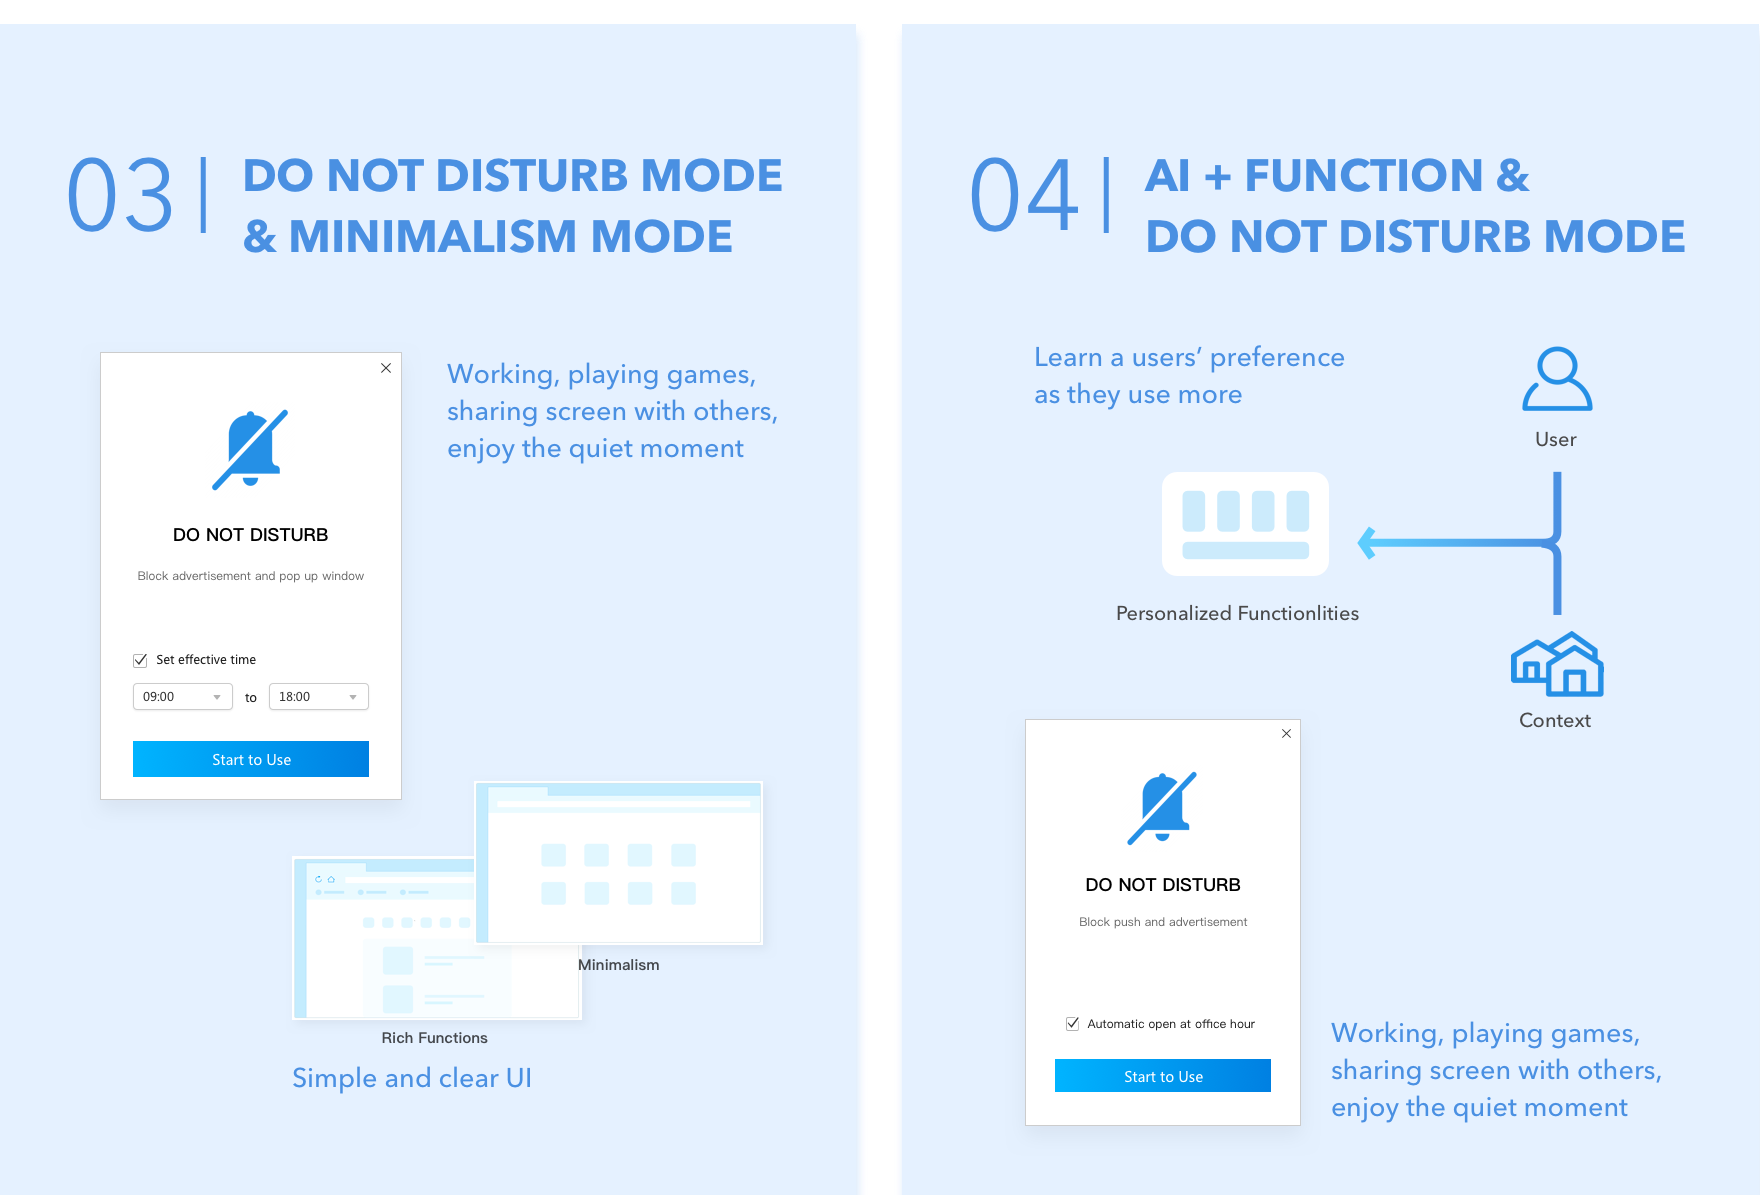 03
DO NOT DISTURB MODE
& MINIMALISM MODE
Working, playing games,
sharing screen with others,
enjoy the quiet moment
DO NOT DISTURB
Block advertisement and pop up window
Set effective time
09:00
to
18:00
Start to Use
Minimalism
Rich Functions
Simple and clear UI
04
AI + FUNCTION &
DO NOT DISTURB MODE
Learn a users’ preference
as they use more
User
Personalized Functionlities
Context
DO NOT DISTURB
Block push and advertisement
Automatic open at office hour
Start to Use
Working, playing games,
sharing screen with others,
enjoy the quiet moment